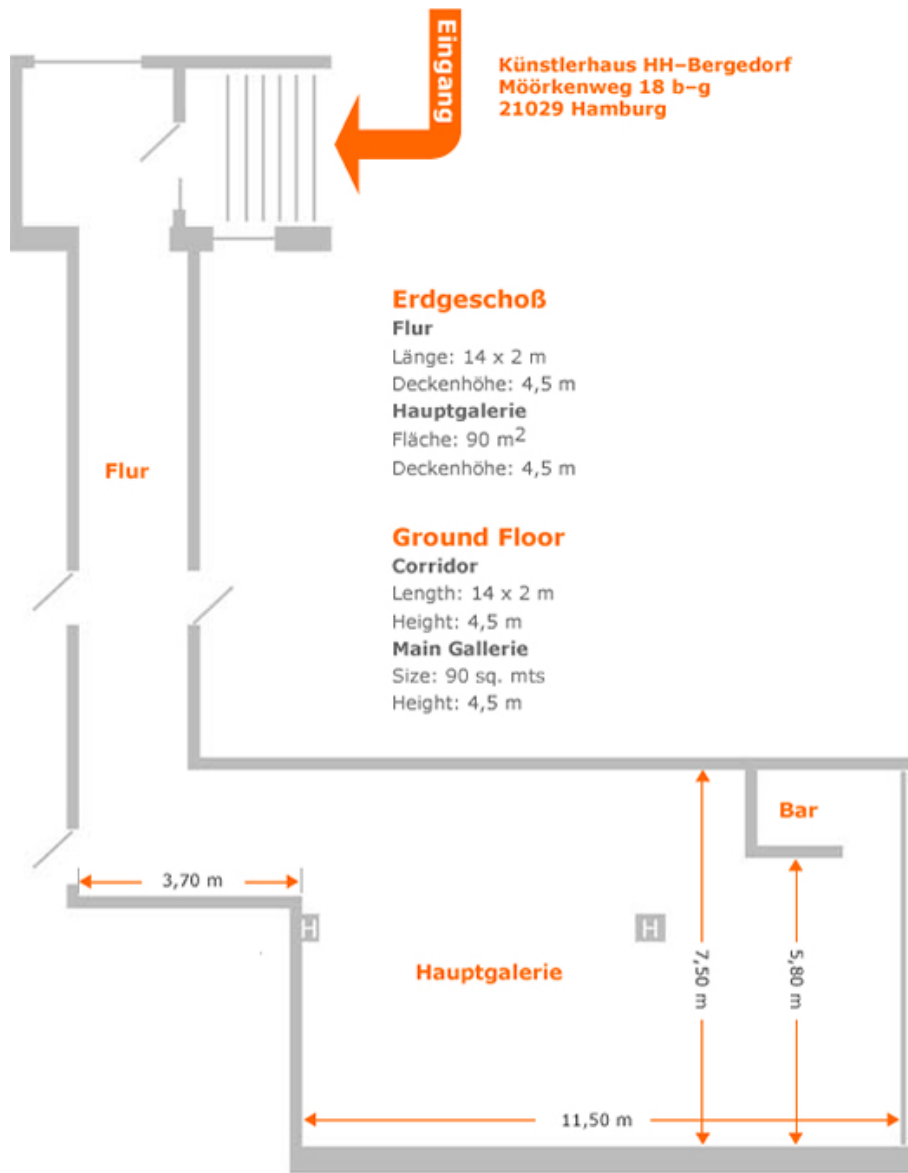 Eingang
Künstlerhaus HH–Bergedorf
Möörkenweg 18 b–g
21029 Hamburg
Erdgeschoß
Flur
Länge: 14 x 2 m
Deckenhöhe: 4,5 m
Hauptgalerie
Fläche: 90 m²
Deckenhöhe: 4,5 m
Flur
Ground Floor
Corridor
Length: 14 x 2 m
Height: 4,5 m
Main Gallerie
Size: 90 sq. mts
Height: 4,5 m
Bar
3,70 m
H
H
Hauptgalerie
7,50 m
5,80 m
11,50 m